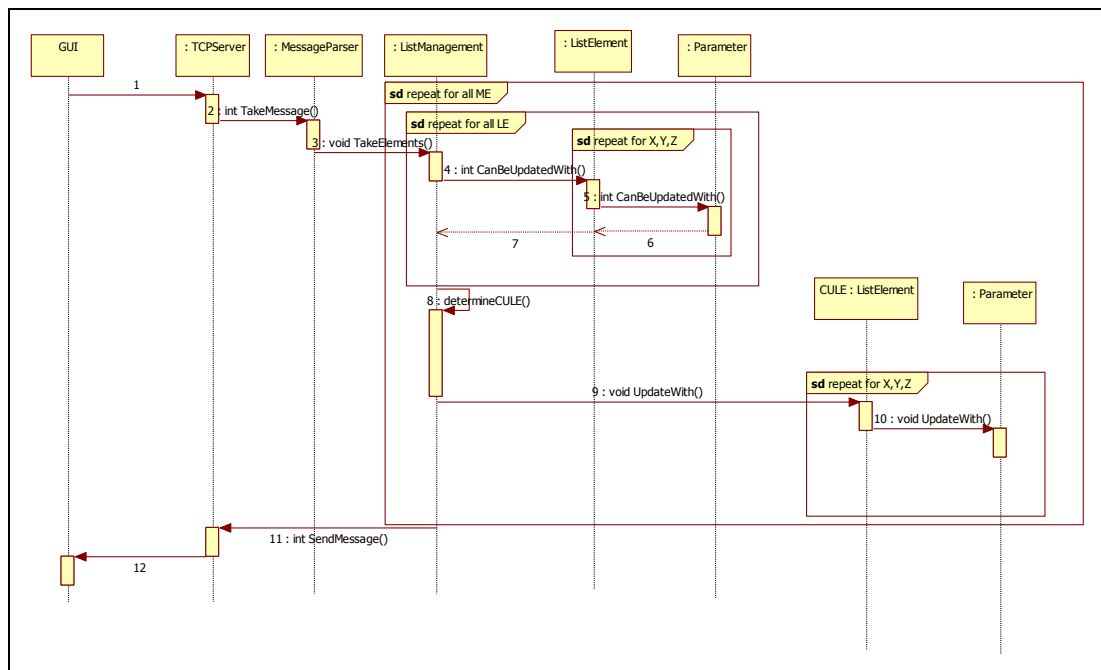 GUI
: TCPServer
: MessageParser
: ListManagement
: ListElement
: Parameter
1
sd repeat for all ME
2 : int TakeMessage()
sd repeat for all LE
3 : void TakeElements()
sd repeat for X,Y,Z
4 : int CanBeUpdatedWith()
5 : int CanBeUpdatedWith()
7
6
CULE : ListElement
: Parameter
8 : determineCULE()
sd repeat for X,Y,Z
9 : void UpdateWith()
10 : void UpdateWith()
11 : int SendMessage()
12